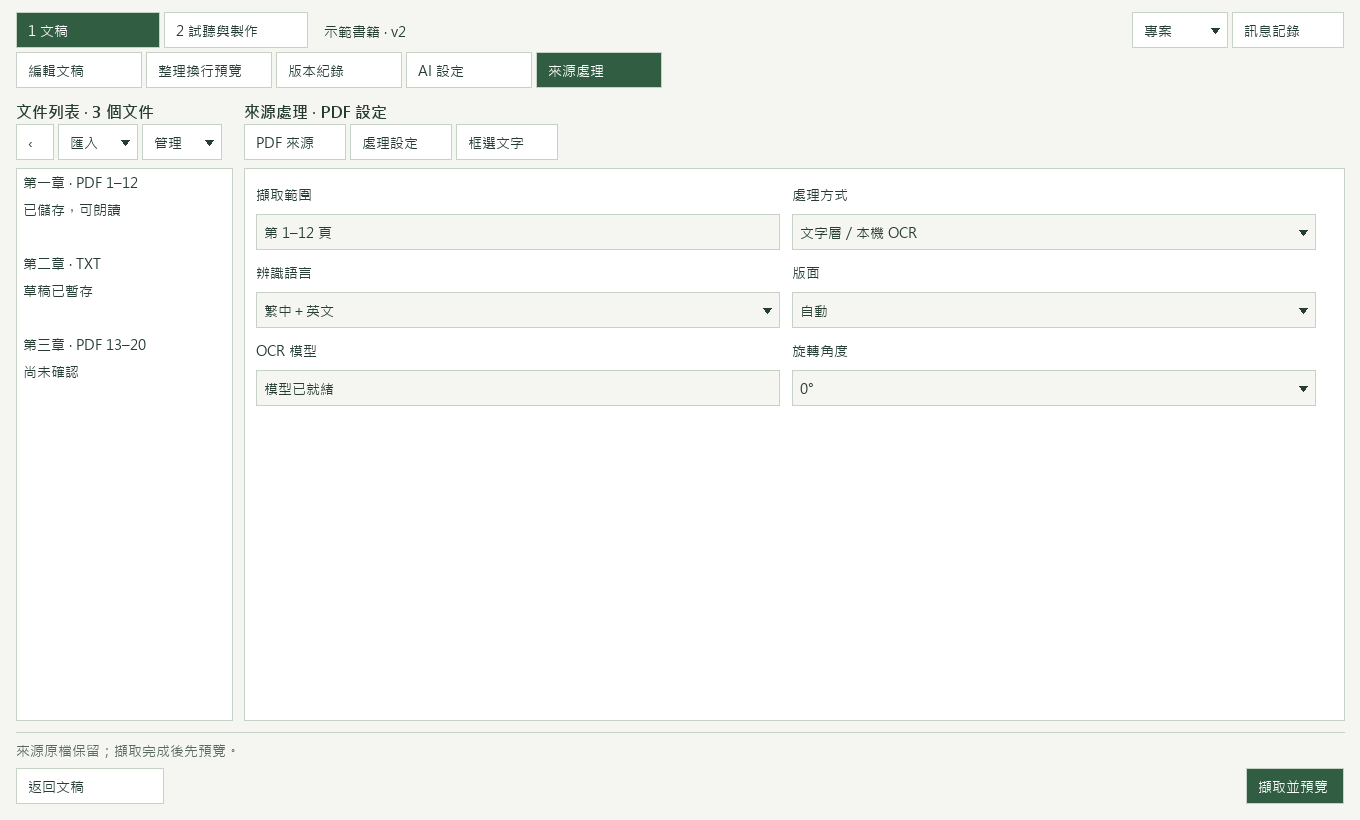 1 文稿
2 試聽與製作
示範書籍 · v2
專案
訊息記錄
編輯文稿
整理換行預覽
版本紀錄
AI 設定
來源處理
文件列表 · 3 個文件
‹
匯入
管理
第一章 · PDF 1–12
已儲存，可朗讀
第二章 · TXT
草稿已暫存
第三章 · PDF 13–20
尚未確認
來源處理 · PDF 設定
PDF 來源
處理設定
框選文字
擷取範圍
處理方式
第 1–12 頁
文字層 / 本機 OCR
辨識語言
版面
繁中 + 英文
自動
OCR 模型
旋轉角度
模型已就緒
0°
來源原檔保留；擷取完成後先預覽。
返回文稿
擷取並預覽